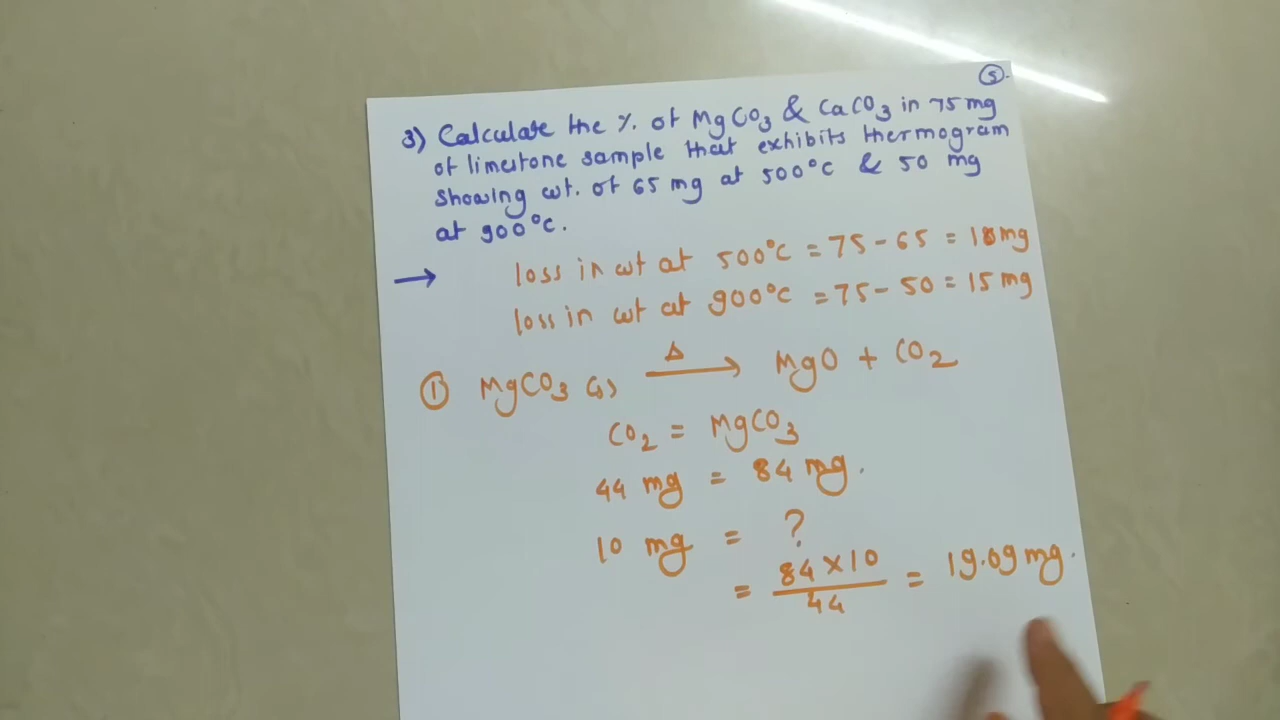 5.
3) Calculate the %. of MgCO3 & CaCO3 in 75 mg
of limestone sample that exhibits thermogram
showing wt. of 65 mg at 500°C & 50 mg
at 900°C.
→ loss in wt at 500°C = 75 - 65 = 10 mg
loss in wt at 900°C = 75 - 50 = 15 mg
① MgCO3 (s) Δ → MgO + CO2
CO2 = MgCO3
44 mg = 84 mg.
10 mg = ?
= 84 × 10 / 44 = 19.09 mg.